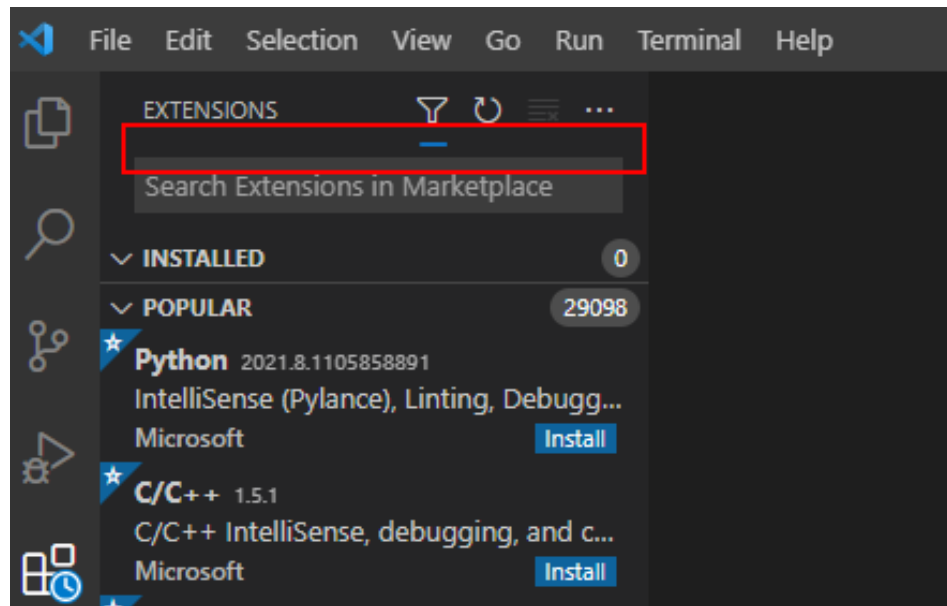 File Edit Selection View Go Run Terminal Help
EXTENSIONS
Search Extensions in Marketplace
INSTALLED 0
POPULAR 29098
Python 2021.8.1105858891
IntelliSense (Pylance), Linting, Debugg...
Microsoft Install
C/C++ 1.5.1
C/C++ IntelliSense, debugging, and c...
Microsoft Install